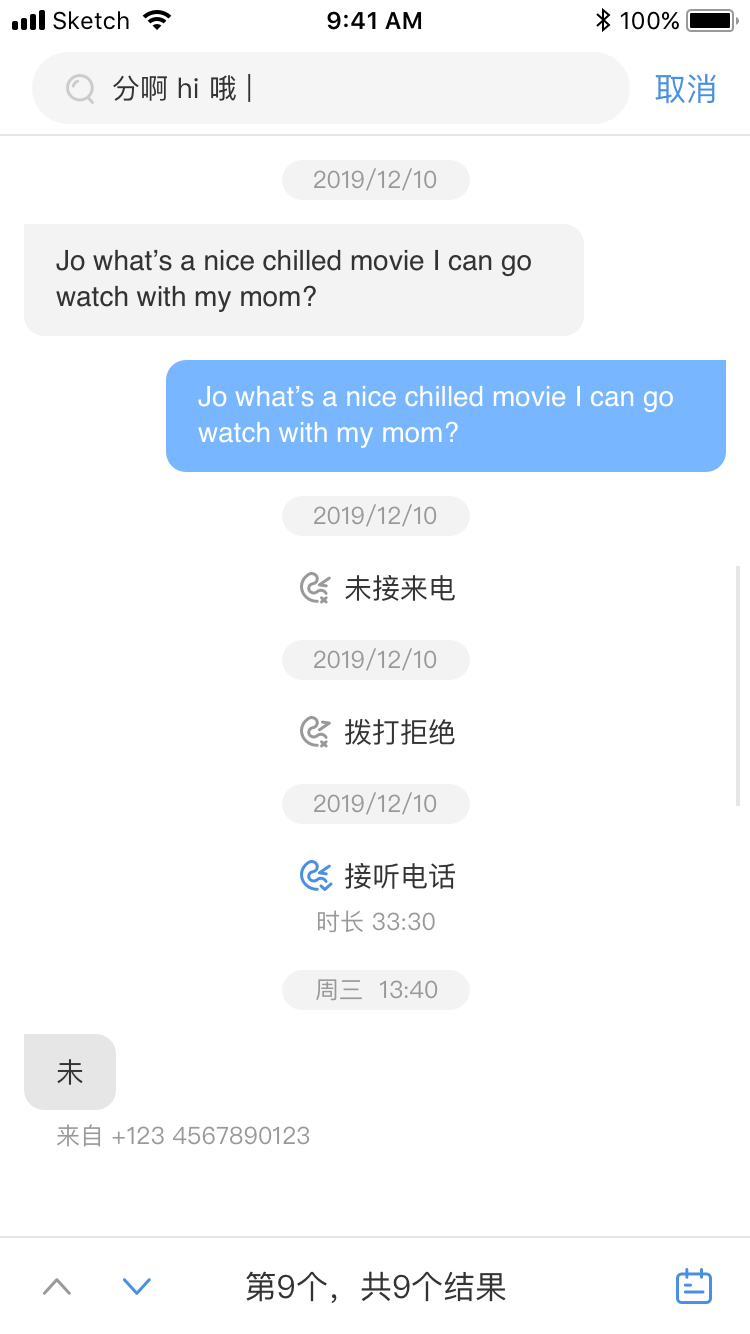 Sketch 9:41 AM 100%
分啊 hi 哦 取消
2019/12/10
Jo what’s a nice chilled movie I can go
watch with my mom?
Jo what’s a nice chilled movie I can go
watch with my mom?
2019/12/10
未接来电
2019/12/10
拨打拒绝
2019/12/10
接听电话
时长 33:30
周三 13:40
未
来自 +123 4567890123
第9个，共9个结果